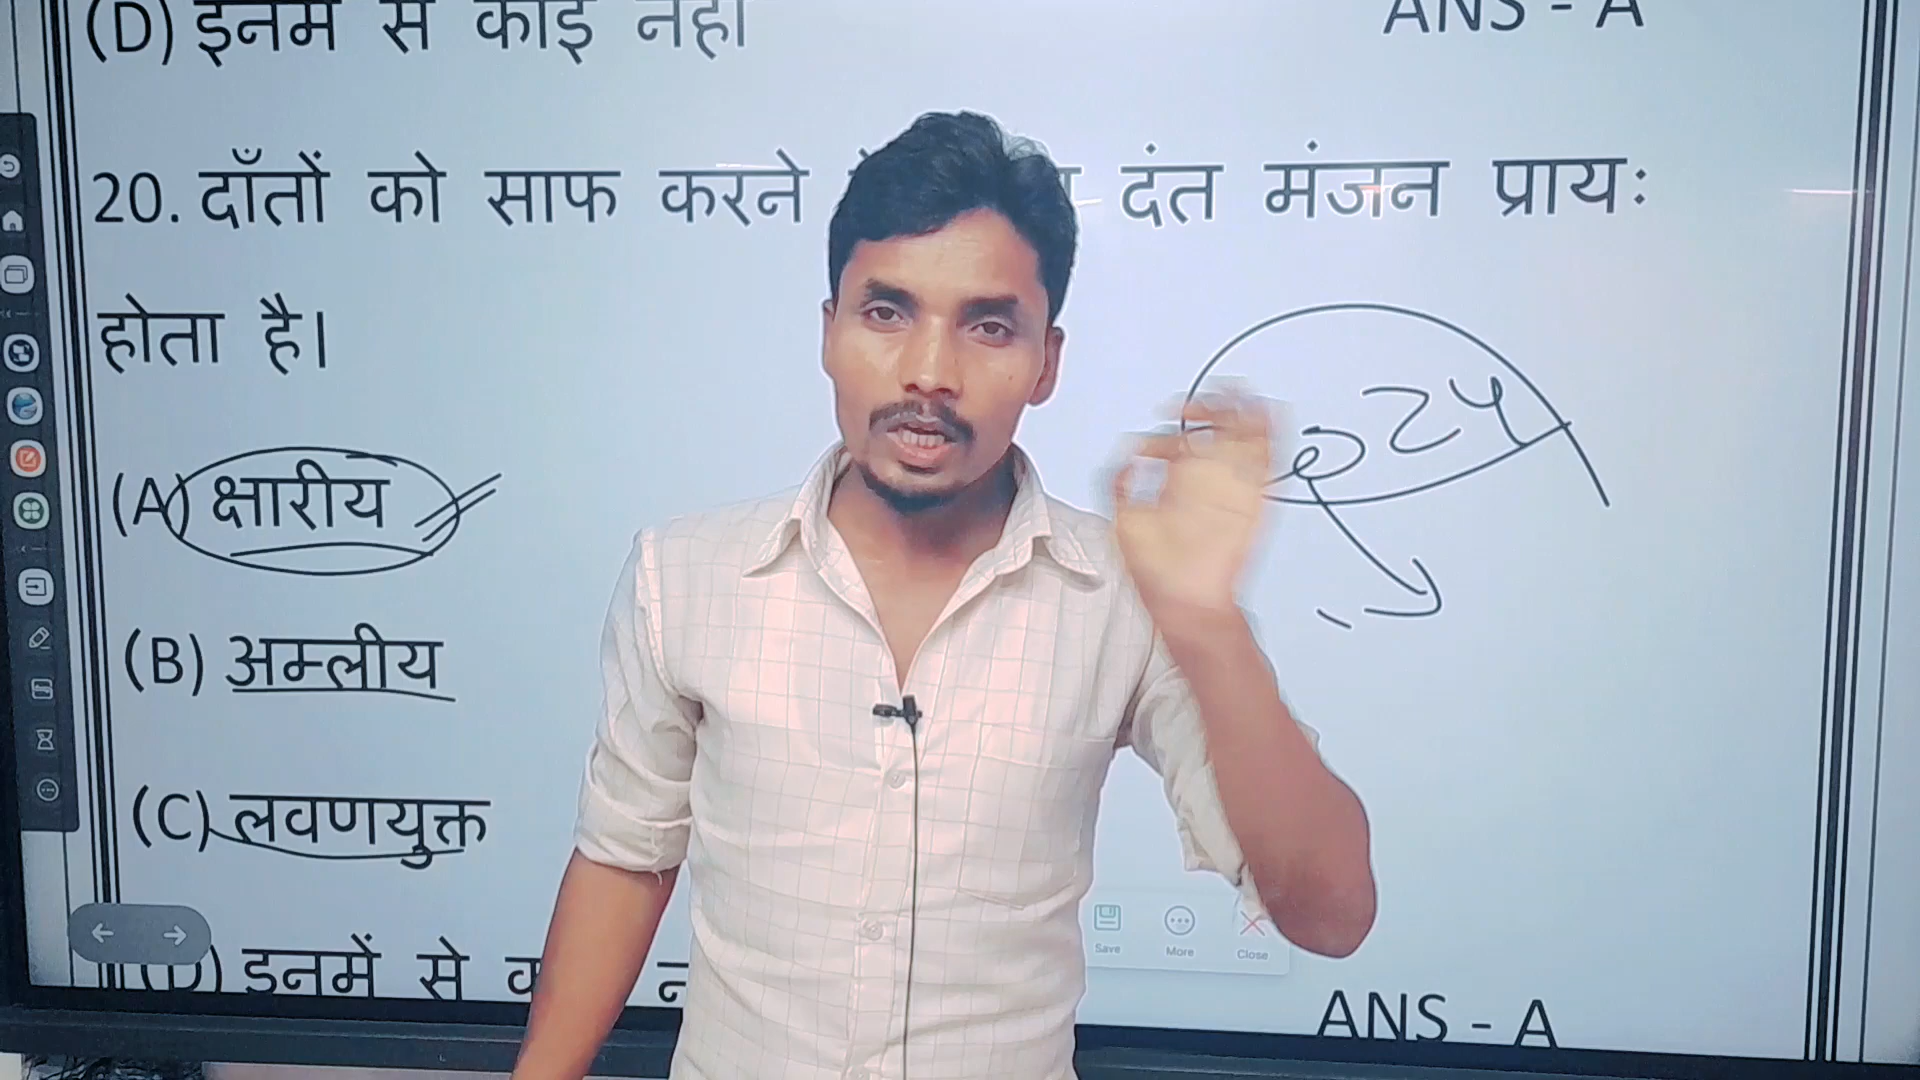 (D) इनमें से कोई नहीं
ANS - A
20. दाँतों को साफ करने दंत मंजन प्रायः
होता है।
(A) क्षारीय
(B) अम्लीय
(C) लवणयुक्त
(D) इनमें से
Save More Close
ANS - A